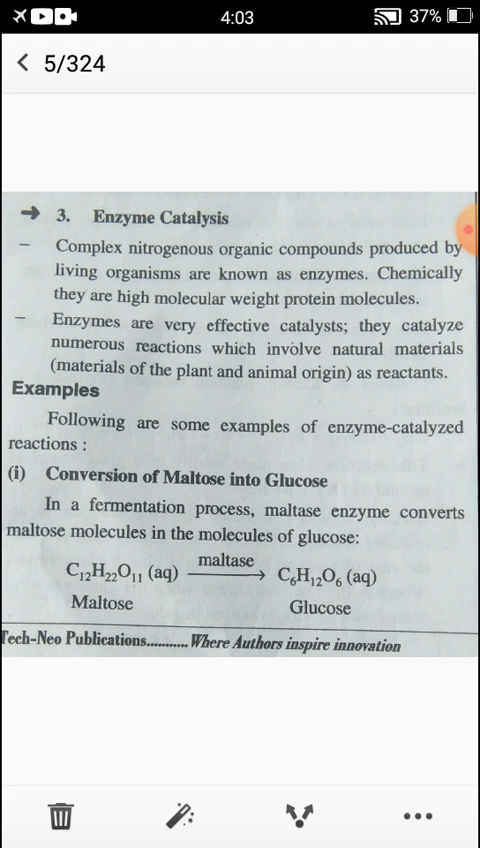 4:03
37%
5/324
→ 3. Enzyme Catalysis
– Complex nitrogenous organic compounds produced by
living organisms are known as enzymes. Chemically
they are high molecular weight protein molecules.
– Enzymes are very effective catalysts; they catalyze
numerous reactions which involve natural materials
(materials of the plant and animal origin) as reactants.
Examples
Following are some examples of enzyme-catalyzed
reactions :
(i) Conversion of Maltose into Glucose
In a fermentation process, maltase enzyme converts
maltose molecules in the molecules of glucose:
maltase
C₁₂H₂₂O₁₁ (aq) ⟶ C₆H₁₂O₆ (aq)
Maltose Glucose
Tech-Neo Publications........... Where Authors inspire innovation